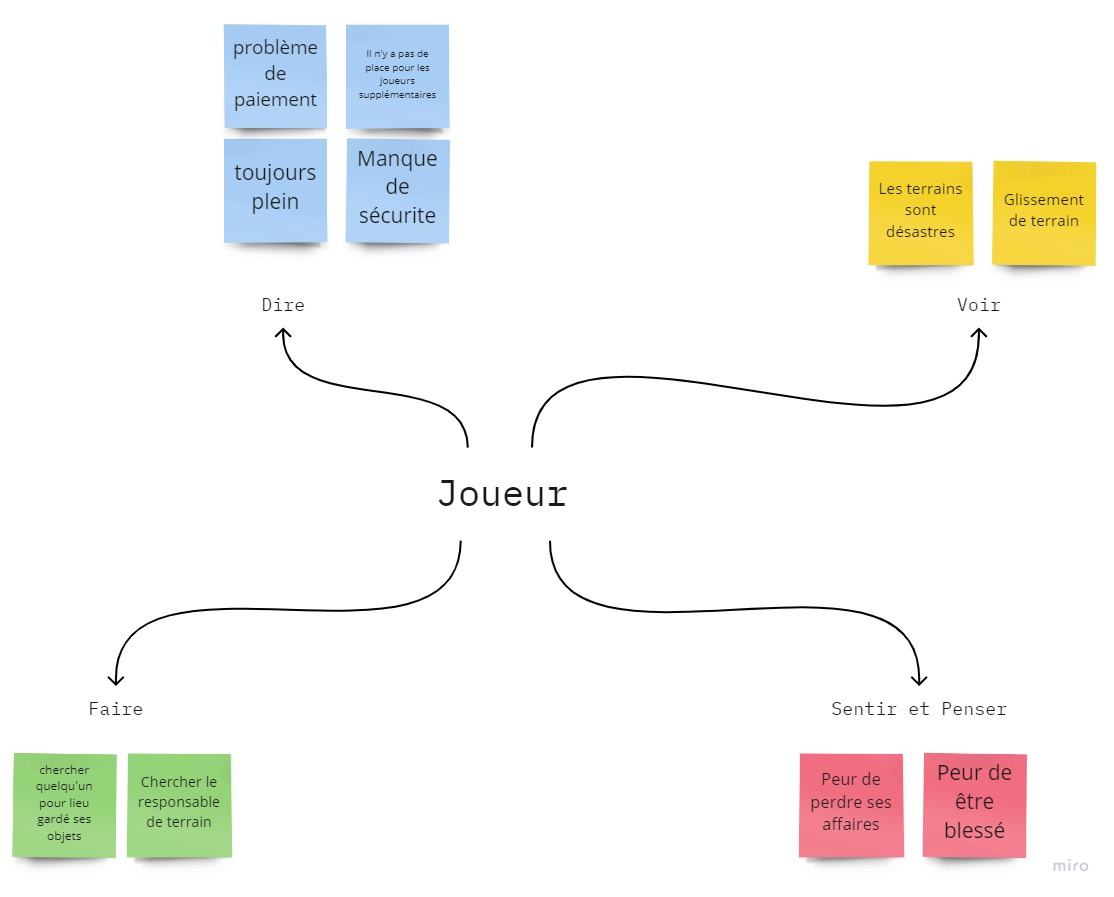 problème
de
paiement
Il n'y a pas de
place pour les
joueurs
supplémentaires
toujours
plein
Manque
de
sécurite
Les terrains
sont
désastres
Glissement
de terrain
Dire
Voir
Joueur
Faire
Sentir et Penser
chercher
quelqu'un
pour lieu
gardé ses
objets
Chercher le
responsable
de terrain
Peur de
perdre ses
affaires
Peur de
être
blessé
miro